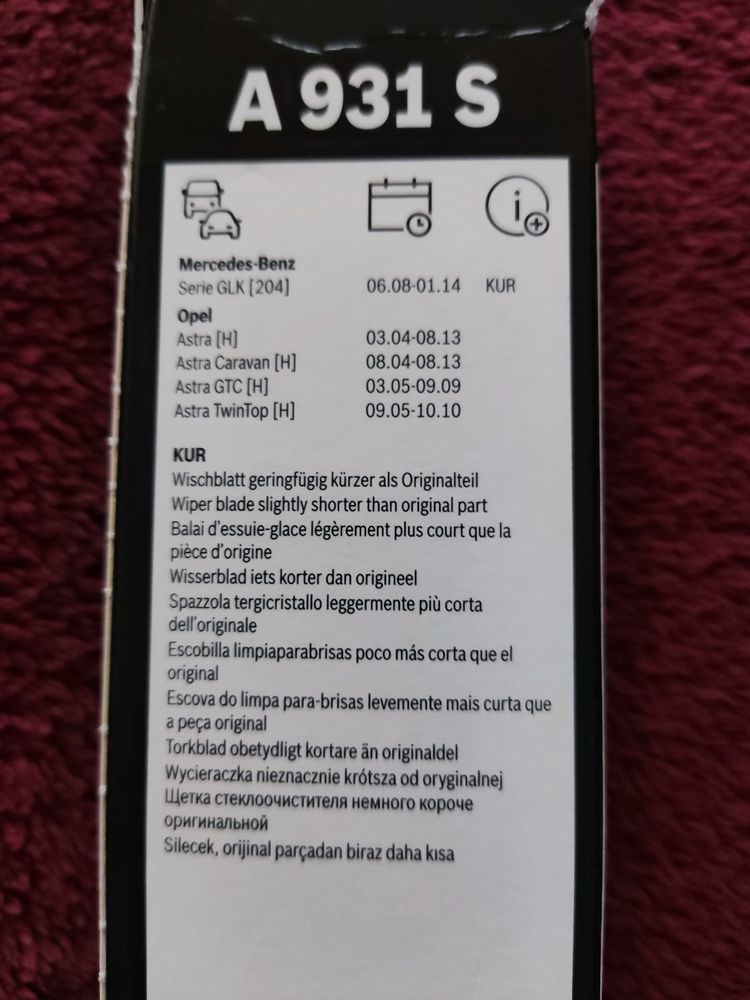 A 931 S
Mercedes-Benz
Serie GLK [204] 06.08-01.14 KUR
Opel
Astra [H] 03.04-08.13
Astra Caravan [H] 08.04-08.13
Astra GTC [H] 03.05-09.09
Astra TwinTop [H] 09.05-10.10
KUR
Wischblatt geringfügig kürzer als Originalteil
Wiper blade slightly shorter than original part
Balai d'essuie-glace légèrement plus court que la
pièce d'origine
Wisserblad iets korter dan origineel
Spazzola tergicristallo leggermente più corta
dell'originale
Escobilla limpiaparabrisas poco más corta que el
original
Escova do limpa para-brisas levemente mais curta que
a peça original
Torkblad obetydligt kortare än originaldel
Wycieraczka nieznacznie krótsza od oryginalnej
Щетка стеклоочистителя немного короче
оригинальной
Silecek, orijinal parçadan biraz daha kısa